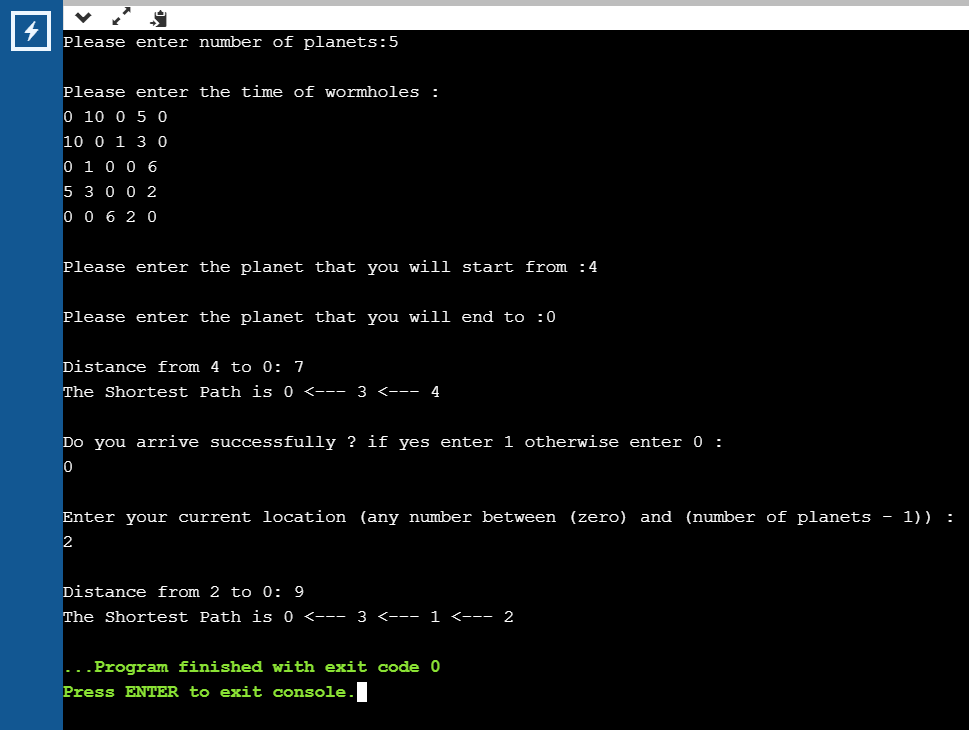 Please enter number of planets:5
Please enter the time of wormholes :
0 10 0 5 0
10 0 1 3 0
0 1 0 0 6
5 3 0 0 2
0 0 6 2 0
Please enter the planet that you will start from :4
Please enter the planet that you will end to :0
Distance from 4 to 0: 7
The Shortest Path is 0 <--- 3 <--- 4
Do you arrive successfully ? if yes enter 1 otherwise enter 0 :
0
Enter your current location (any number between (zero) and (number of planets - 1)) :
2
Distance from 2 to 0: 9
The Shortest Path is 0 <--- 3 <--- 1 <--- 2
...Program finished with exit code 0
Press ENTER to exit console.